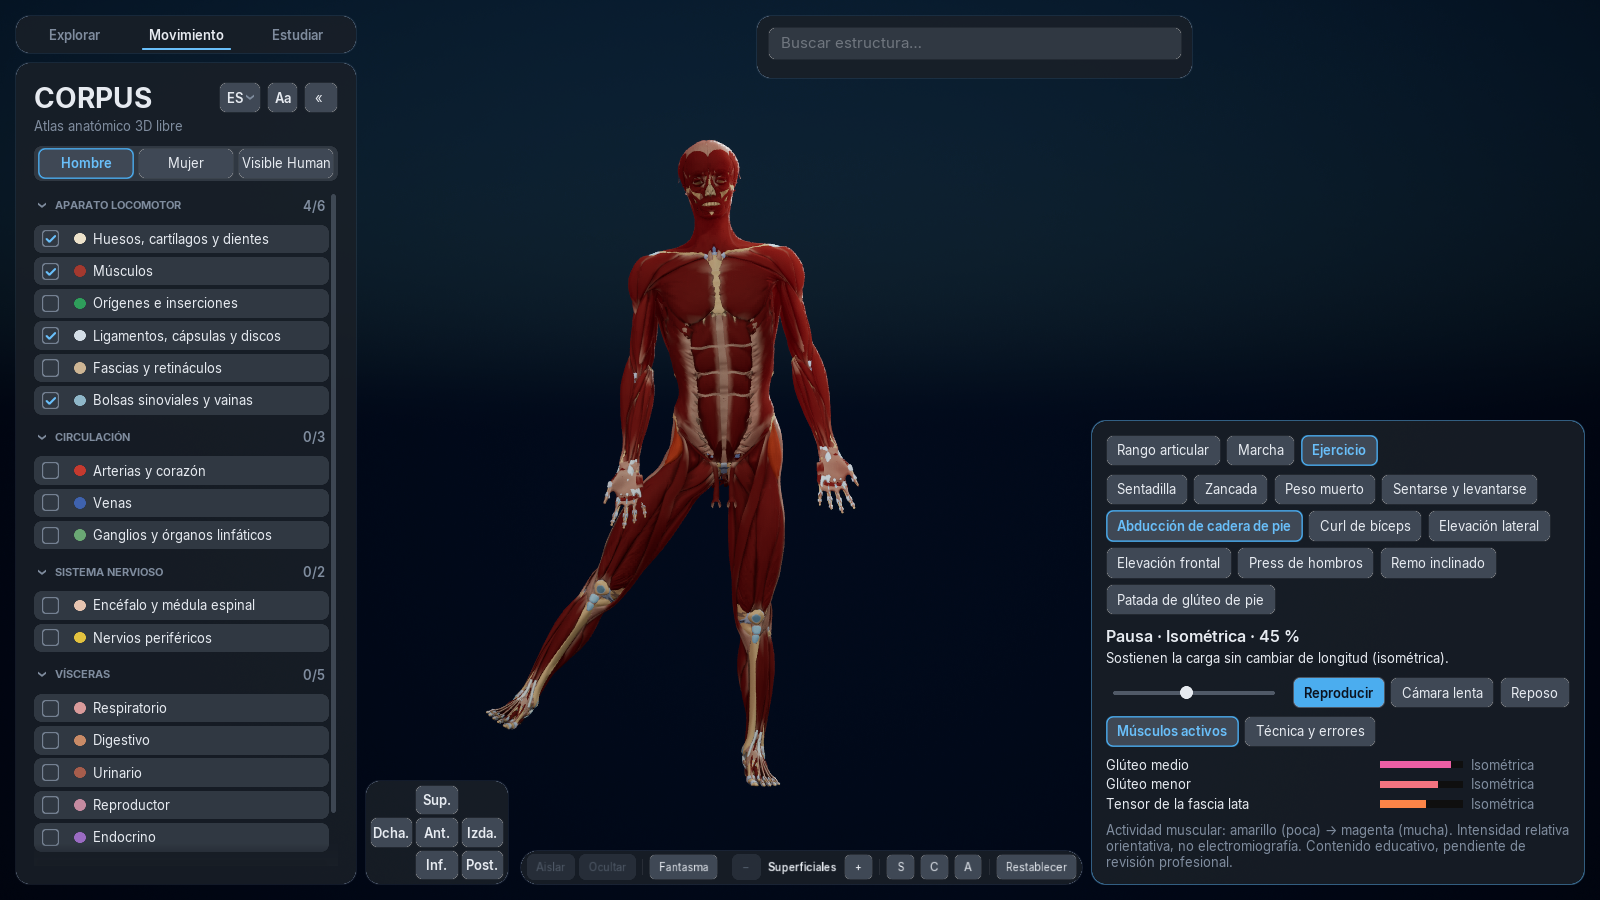 Explorar Movimiento Estudiar
Buscar estructura...
CORPUS ES Aa «
Atlas anatómico 3D libre
Hombre Mujer Visible Human
APARATO LOCOMOTOR 4/6
Huesos, cartílagos y dientes
Músculos
Orígenes e inserciones
Ligamentos, cápsulas y discos
Fascias y retináculos
Bolsas sinoviales y vainas
CIRCULACIÓN 0/3
Arterias y corazón
Venas
Ganglios y órganos linfáticos
SISTEMA NERVIOSO 0/2
Encéfalo y médula espinal
Nervios periféricos
VÍSCERAS 0/5
Respiratorio
Digestivo
Urinario
Reproductor
Endocrino
Sup.
Dcha. Ant. Izda.
Inf. Post.
Aislar Ocultar Fantasma − Superficiales + S C A Restablecer
Rango articular Marcha Ejercicio
Sentadilla Zancada Peso muerto Sentarse y levantarse
Abducción de cadera de pie Curl de bíceps Elevación lateral
Elevación frontal Press de hombros Remo inclinado
Patada de glúteo de pie
Pausa · Isométrica · 45 %
Sostienen la carga sin cambiar de longitud (isométrica).
Reproducir Cámara lenta Reposo
Músculos activos Técnica y errores
Glúteo medio Isométrica
Glúteo menor Isométrica
Tensor de la fascia lata Isométrica
Actividad muscular: amarillo (poca) → magenta (mucha). Intensidad relativa
orientativa, no electromiografía. Contenido educativo, pendiente de
revisión profesional.